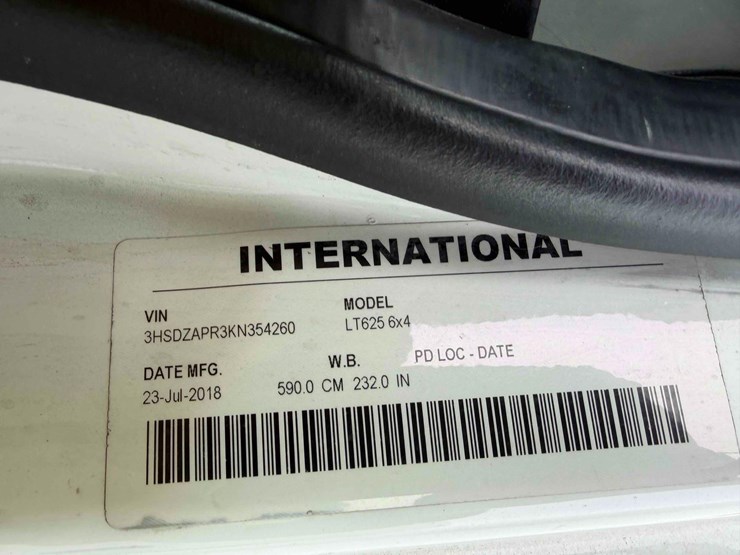 INTERNATIONAL
VIN
3HSDZAPR3KN354260
MODEL
LT625 6x4
DATE MFG.
23-Jul-2018
W.B.
590.0 CM 232.0 IN
PD LOC - DATE